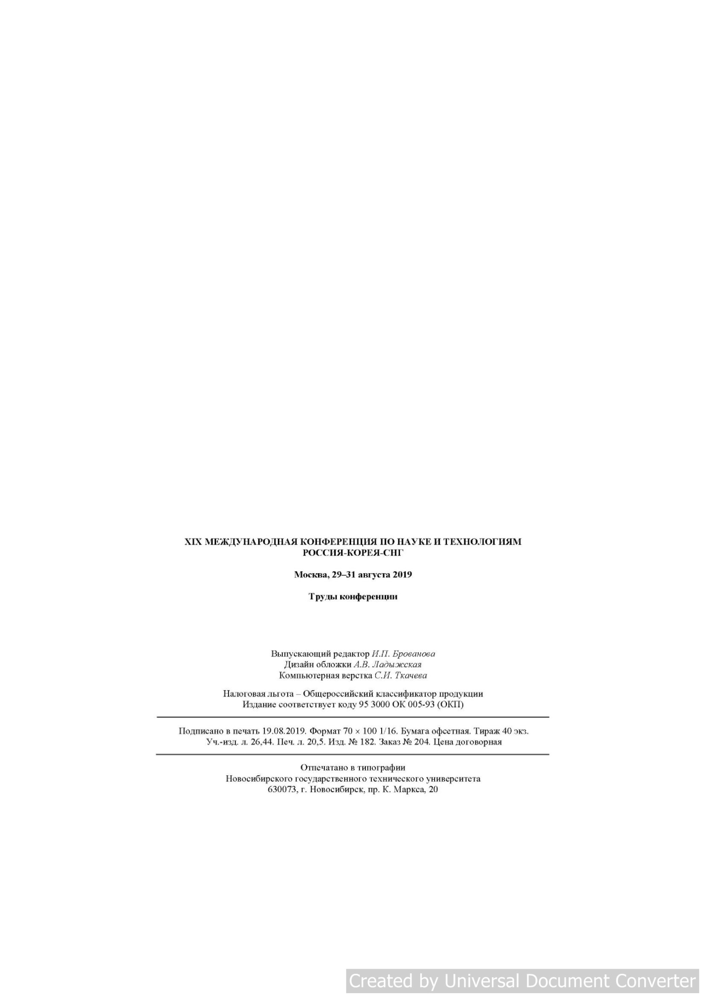 XIX МЕЖДУНАРОДНАЯ КОНФЕРЕНЦИЯ ПО НАУКЕ И ТЕХНОЛОГИЯМ
РОССИЯ-КОРЕЯ-СНГ
Москва, 29–31 августа 2019
Труды конференции
Выпускающий редактор И.П. Брованова
Дизайн обложки А.В. Ладыжская
Компьютерная верстка С.И. Ткачева
Налоговая льгота – Общероссийский классификатор продукции
Издание соответствует коду 95 3000 ОК 005-93 (ОКП)
Подписано в печать 19.08.2019. Формат 70 × 100 1/16. Бумага офсетная. Тираж 40 экз.
Уч.-изд. л. 26,44. Печ. л. 20,5. Изд. № 182. Заказ № 204. Цена договорная
Отпечатано в типографии
Новосибирского государственного технического университета
630073, г. Новосибирск, пр. К. Маркса, 20
Created by Universal Document Converter